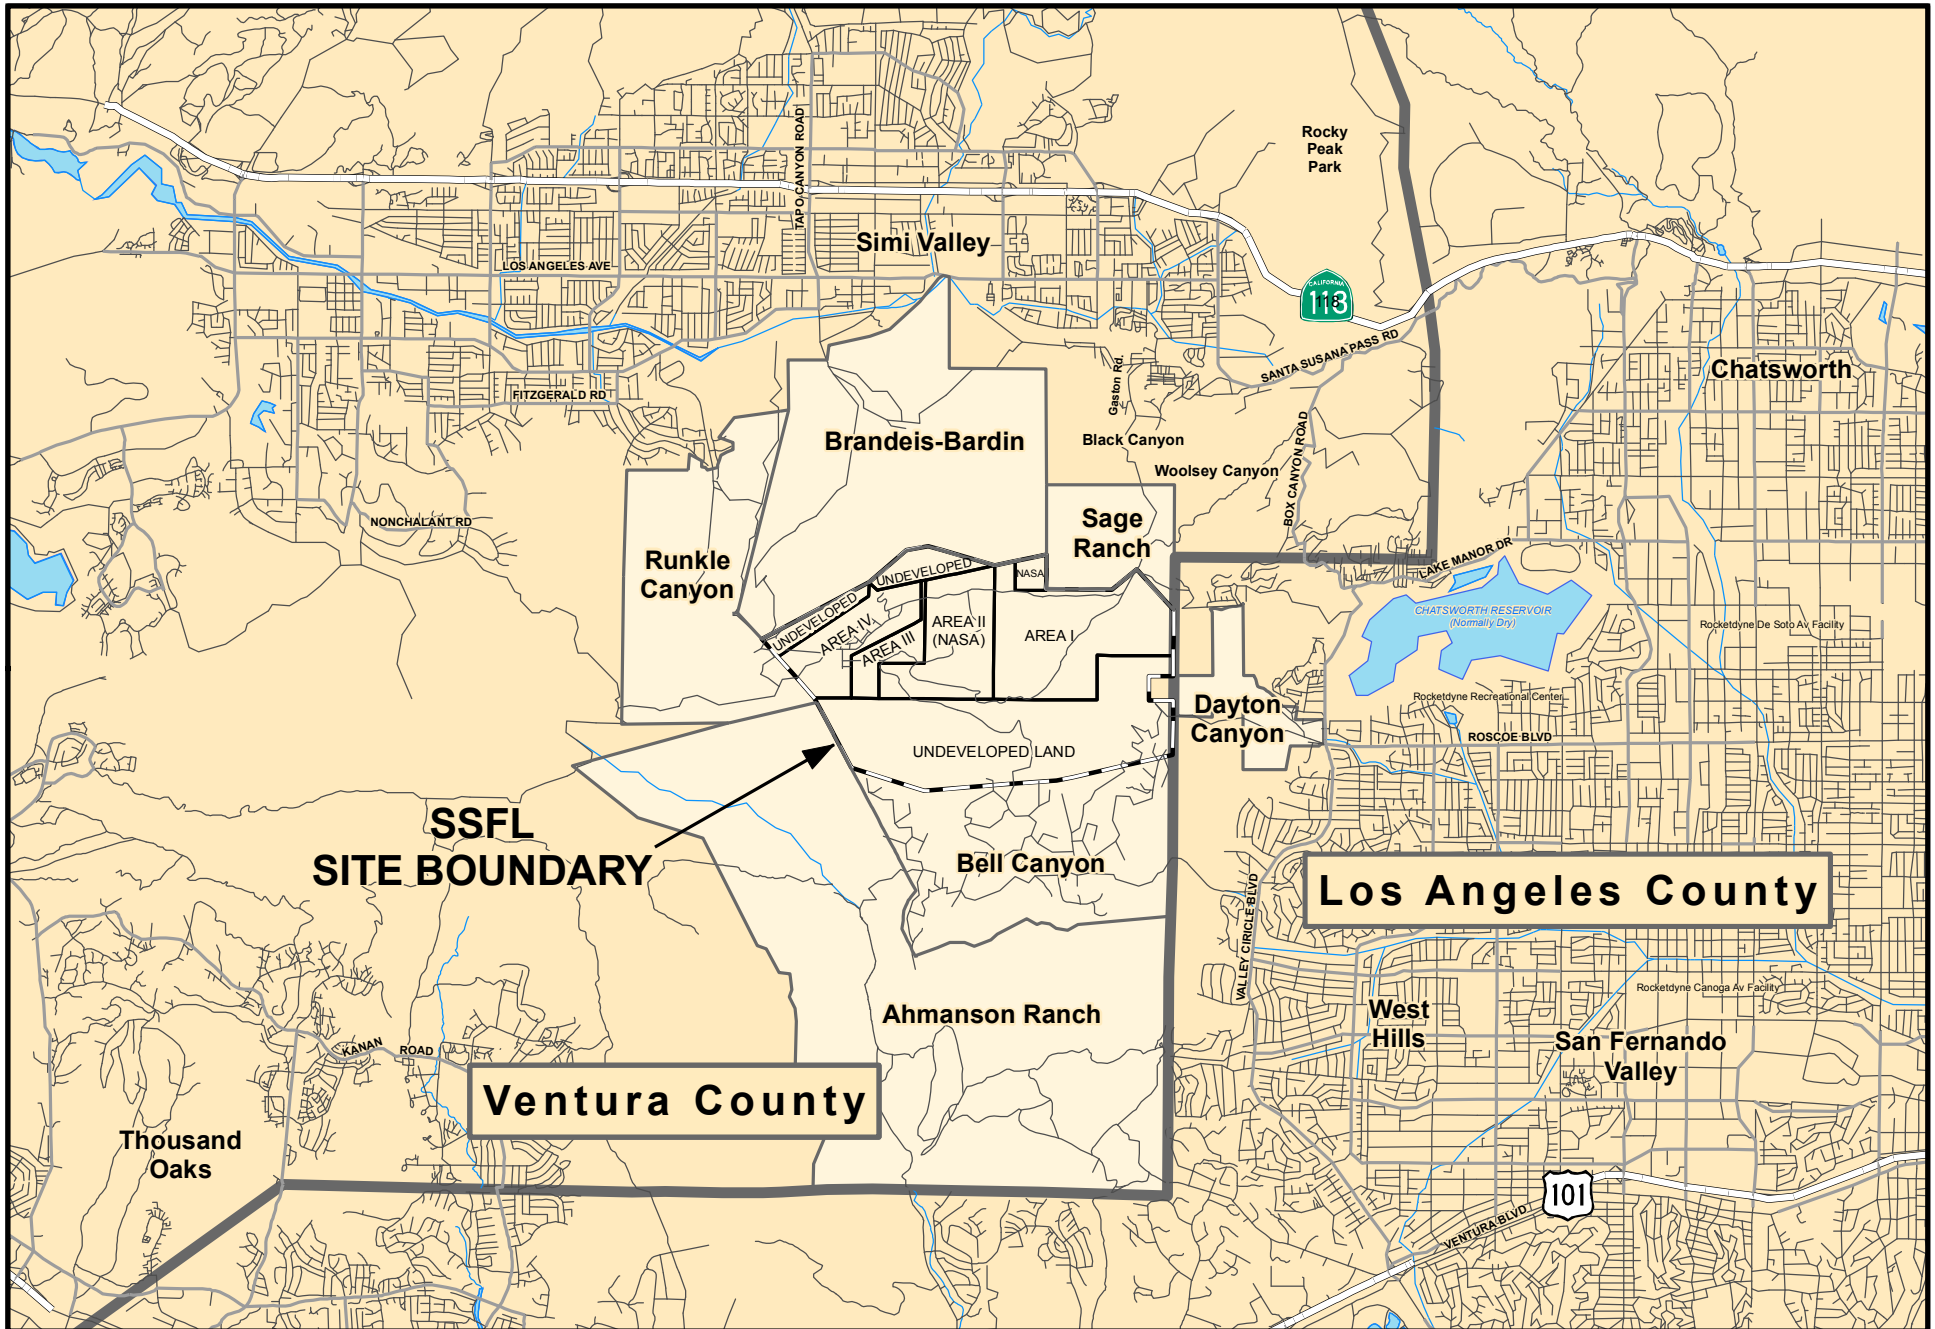 Rocky
Peak
Park
TAPO CANYON ROAD
Simi Valley
LOS ANGELES AVE
CALIFORNIA
118
118
SANTA SUSANA PASS RD
Chatsworth
Gaston Rd.
FITZGERALD RD
Brandeis-Bardin
Black Canyon
Woolsey Canyon
BOX CANYON ROAD
NONCHALANT RD
Sage
Ranch
Runkle
Canyon
LAKE MANOR DR
UNDEVELOPED
NASA
UNDEVELOPED
AREA IV
AREA III
AREA II
(NASA)
AREA I
CHATSWORTH RESERVOIR
(Normally Dry)
Rocketdyne De Soto Av Facility
Rocketdyne Recreational Center
Dayton
Canyon
ROSCOE BLVD
UNDEVELOPED LAND
SSFL
SITE BOUNDARY
Bell Canyon
Los Angeles County
VALLEY CIRICLE BLVD
Rocketdyne Canoga Av Facility
West
Hills
Ahmanson Ranch
San Fernando
Valley
KANAN ROAD
Ventura County
Thousand
Oaks
101
VENTURA BLVD